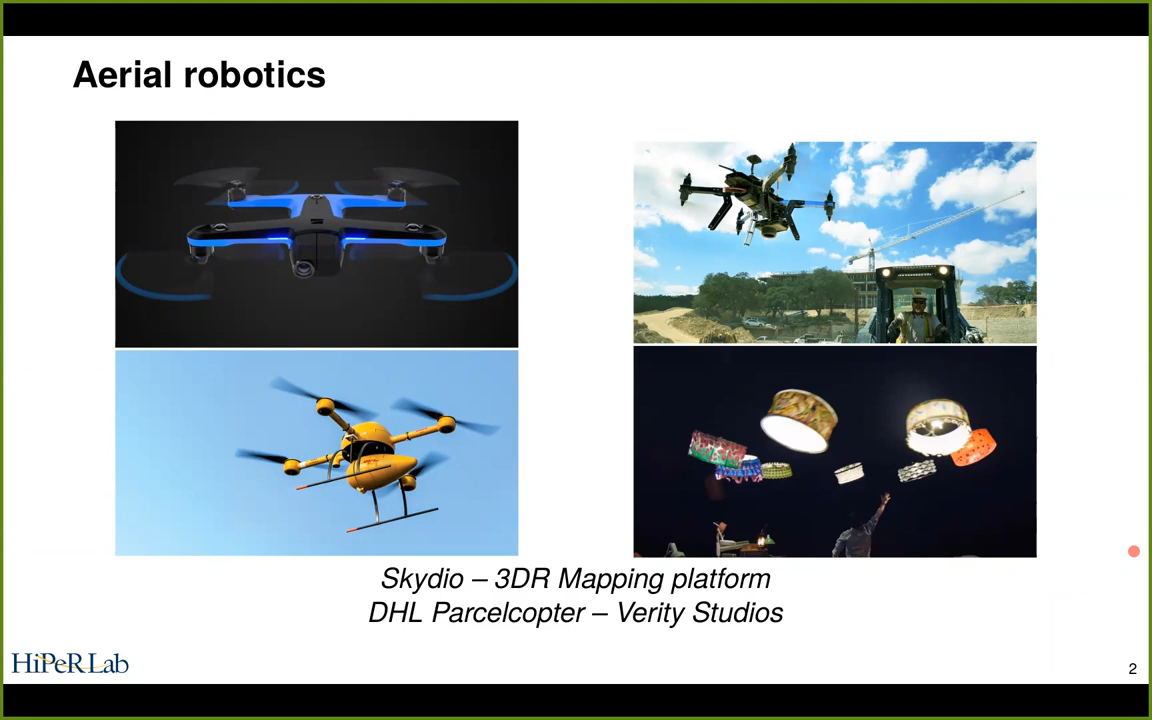 Aerial robotics
Skydio – 3DR Mapping platform
DHL Parcelcopter – Verity Studios
HiPeRLab
2